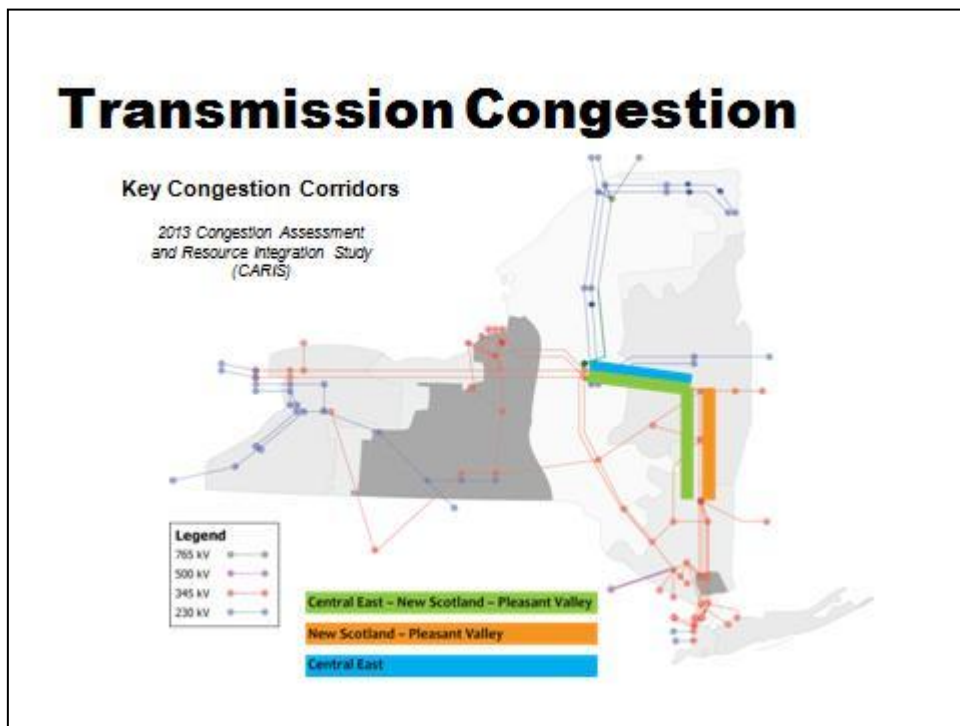 Transmission Congestion
Key Congestion Corridors
2013 Congestion Assessment
and Resource Integration Study
(CARIS)
Legend
765 kV
500 kV
345 kV
230 kV
Central East – New Scotland – Pleasant Valley
New Scotland – Pleasant Valley
Central East